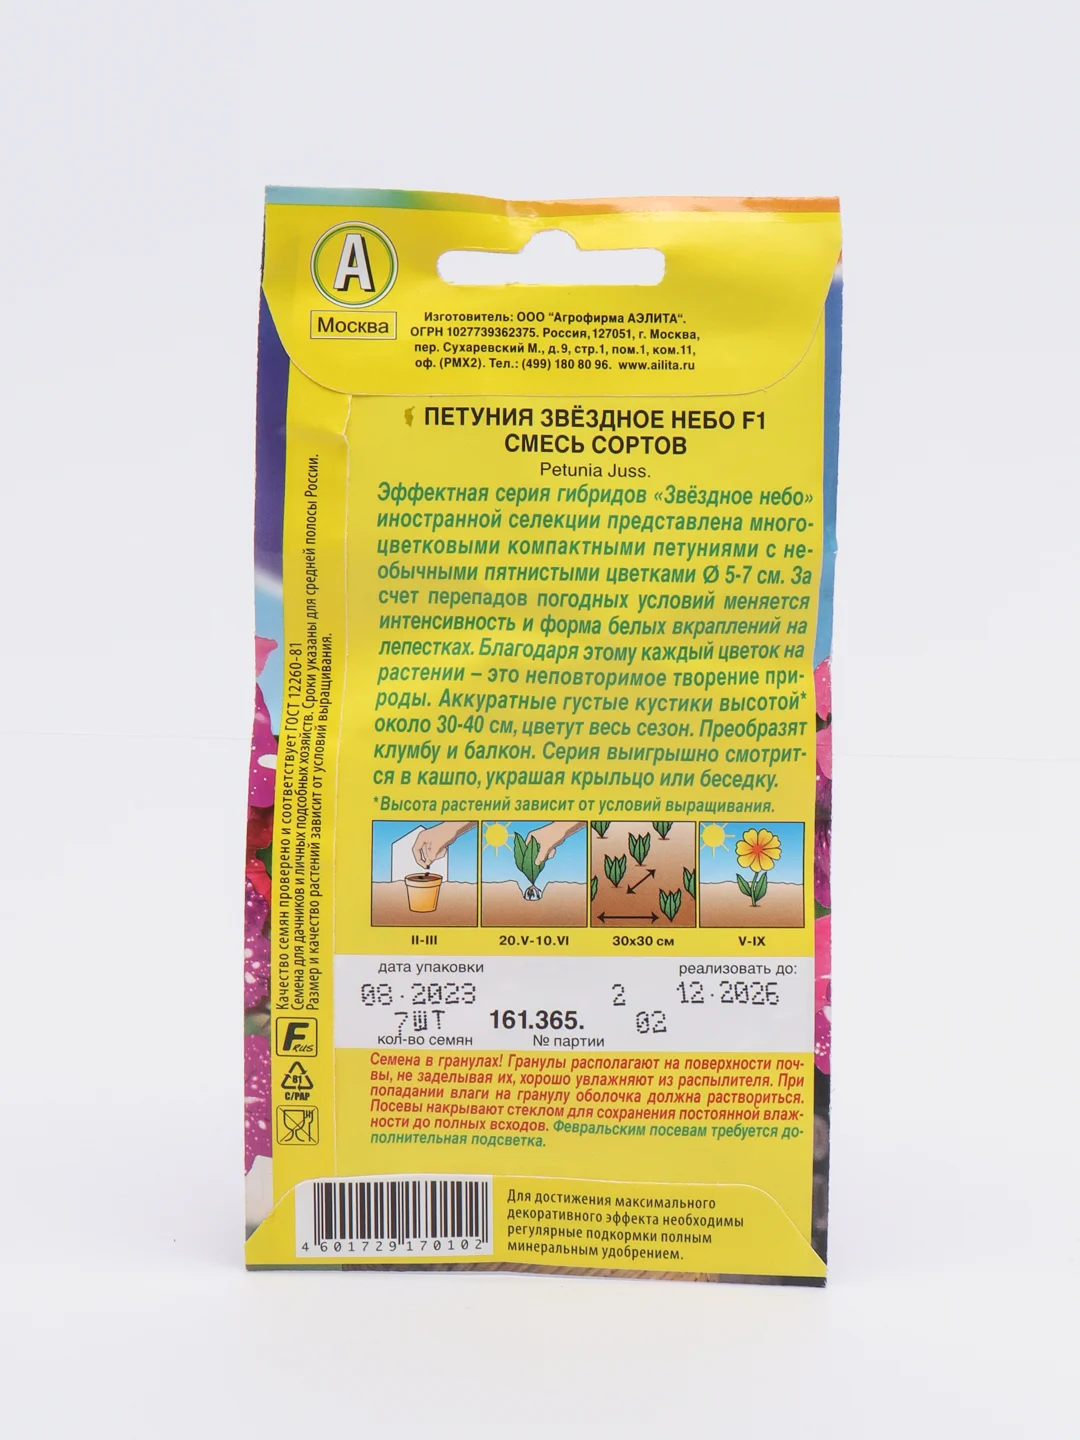 А
Москва
Изготовитель: ООО "Агрофирма АЭЛИТА".
ОГРН 1027739362375. Россия, 127051, г. Москва,
пер. Сухаревский М., д.9, стр.1, пом.1, ком.11,
оф. (РМХ2). Тел.: (499) 180 80 96. www.ailita.ru
ПЕТУНИЯ ЗВЁЗДНОЕ НЕБО F1
СМЕСЬ СОРТОВ
Petunia Juss.
Эффектная серия гибридов «Звёздное небо»
иностранной селекции представлена много-
цветковыми компактными петуниями с не-
обычными пятнистыми цветками Ø 5-7 см. За
счет перепадов погодных условий меняется
интенсивность и форма белых вкраплений на
лепестках. Благодаря этому каждый цветок на
растении – это неповторимое творение при-
роды. Аккуратные густые кустики высотой*
около 30-40 см, цветут весь сезон. Преобразят
клумбу и балкон. Серия выигрышно смотрит-
ся в кашпо, украшая крыльцо или беседку.
*Высота растений зависит от условий выращивания.
II-III
20.V-10.VI
30x30 см
V-IX
дата упаковки
реализовать до:
08.2023
2
12.2026
7ШТ
161.365.
02
кол-во семян
№ партии
Семена в гранулах! Гранулы располагают на поверхности поч-
вы, не заделывая их, хорошо увлажняют из распылителя. При
попадании влаги на гранулу оболочка должна раствориться.
Посевы накрывают стеклом для сохранения постоянной влаж-
ности до полных всходов. Февральским посевам требуется до-
полнительная подсветка.
Качество семян проверено и соответствует ГОСТ 12260-81
Семена для дачников и личных подсобных хозяйств. Сроки указаны для средней полосы России.
Размер и качество растений зависит от условий выращивания.
F RUS
81
C/PAP
4 601729 170102
Для достижения максимального
декоративного эффекта необходимы
регулярные подкормки полным
минеральным удобрением.